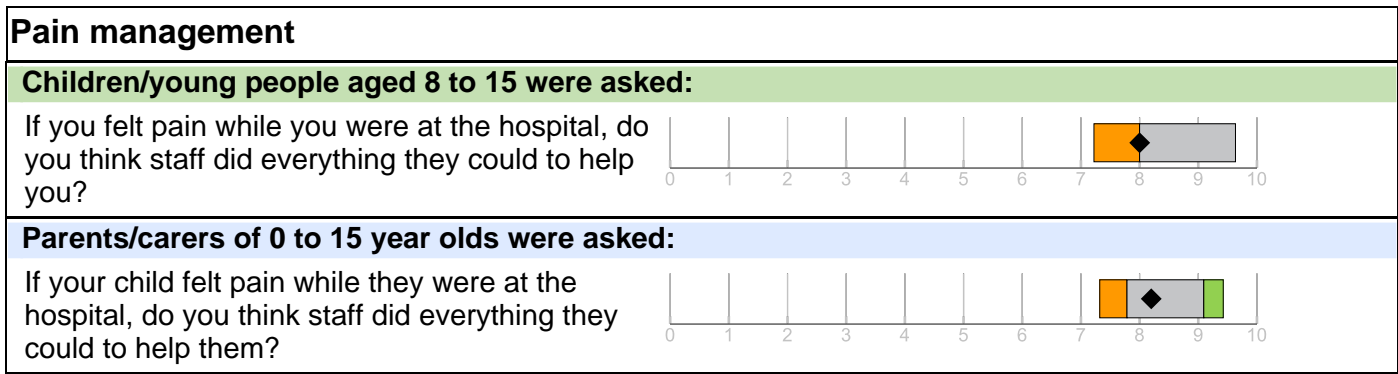 Pain management
Children/young people aged 8 to 15 were asked:
If you felt pain while you were at the hospital, do
you think staff did everything they could to help
you?
0 1 2 3 4 5 6 7 8 9 10
Parents/carers of 0 to 15 year olds were asked:
If your child felt pain while they were at the
hospital, do you think staff did everything they
could to help them?
0 1 2 3 4 5 6 7 8 9 10